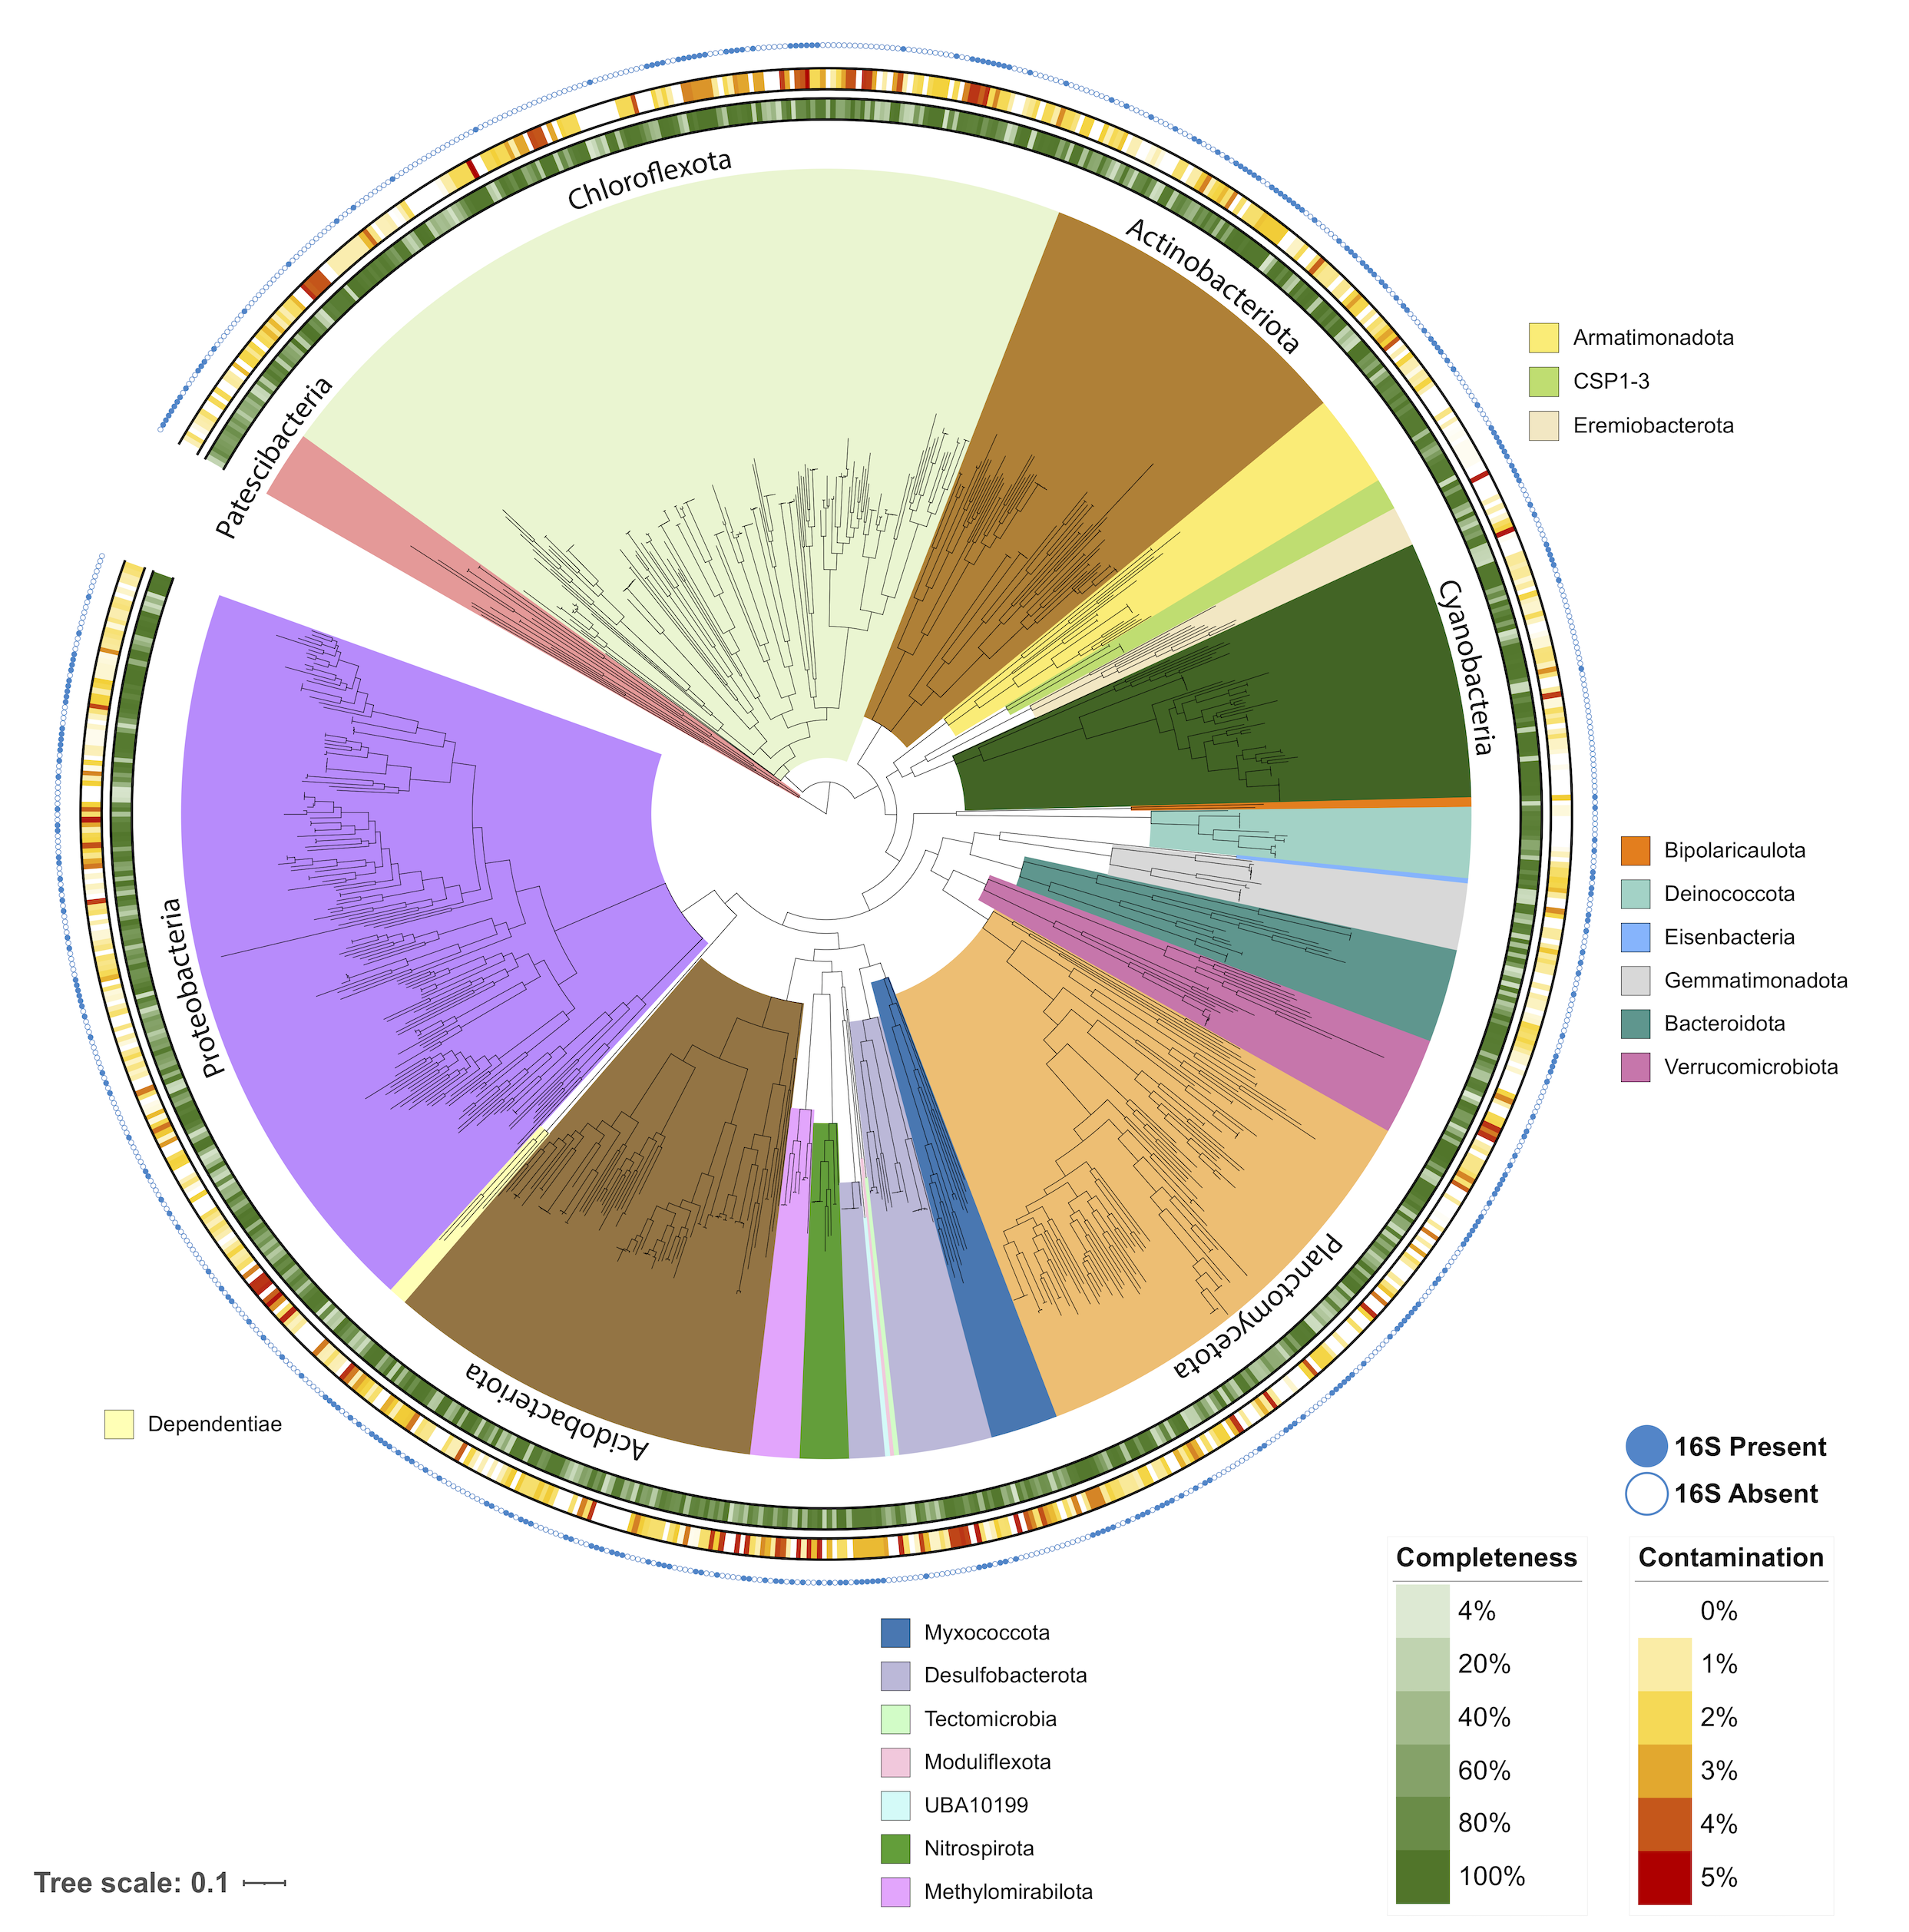 Chloroflexota
Actinobacteriota
Patescibacteria
Cyanobacteria
Proteobacteria
Acidobacteriota
Planctomycetota
Armatimonadota
CSP1-3
Eremiobacterota
Bipolaricaulota
Deinococcota
Eisenbacteria
Gemmatimonadota
Bacteroidota
Verrucomicrobiota
Dependentiae
16S Present
16S Absent
Myxococcota
Desulfobacterota
Tectomicrobia
Moduliflexota
UBA10199
Nitrospirota
Methylomirabilota
Completeness
4%
20%
40%
60%
80%
100%
Contamination
0%
1%
2%
3%
4%
5%
Tree scale: 0.1